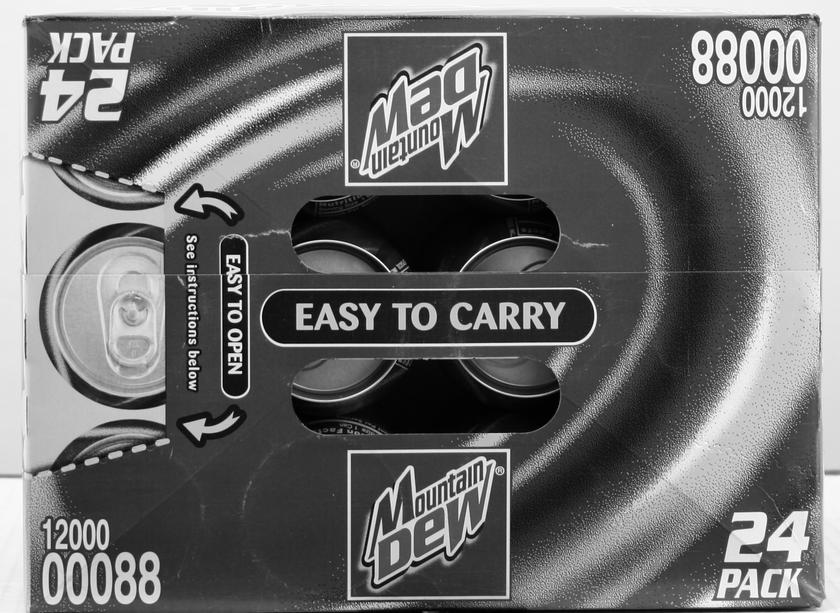 24
PACK
Mountain
Dew
®
00088
12000
See instructions below
EASY TO OPEN
EASY TO CARRY
Mountain
Dew
®
12000
00088
24
PACK